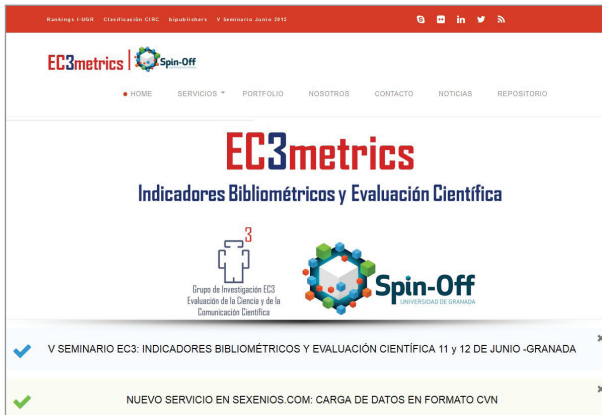 Rankings I-UGR Clasificación CIRC bipublishers V Seminario Junio 2015
EC3metrics Spin-Off
HOME SERVICIOS PORTFOLIO NOSOTROS CONTACTO NOTICIAS REPOSITORIO
EC3metrics
Indicadores Bibliométricos y Evaluación Científica
3
Grupo de Investigación EC3
Evaluación de la Ciencia y de la
Comunicación Científica
Spin-Off
UNIVERSIDAD DE GRANADA
V SEMINARIO EC3: INDICADORES BIBLIOMÉTRICOS Y EVALUACIÓN CIENTÍFICA 11 y 12 DE JUNIO -GRANADA
NUEVO SERVICIO EN SEXENIOS.COM: CARGA DE DATOS EN FORMATO CVN